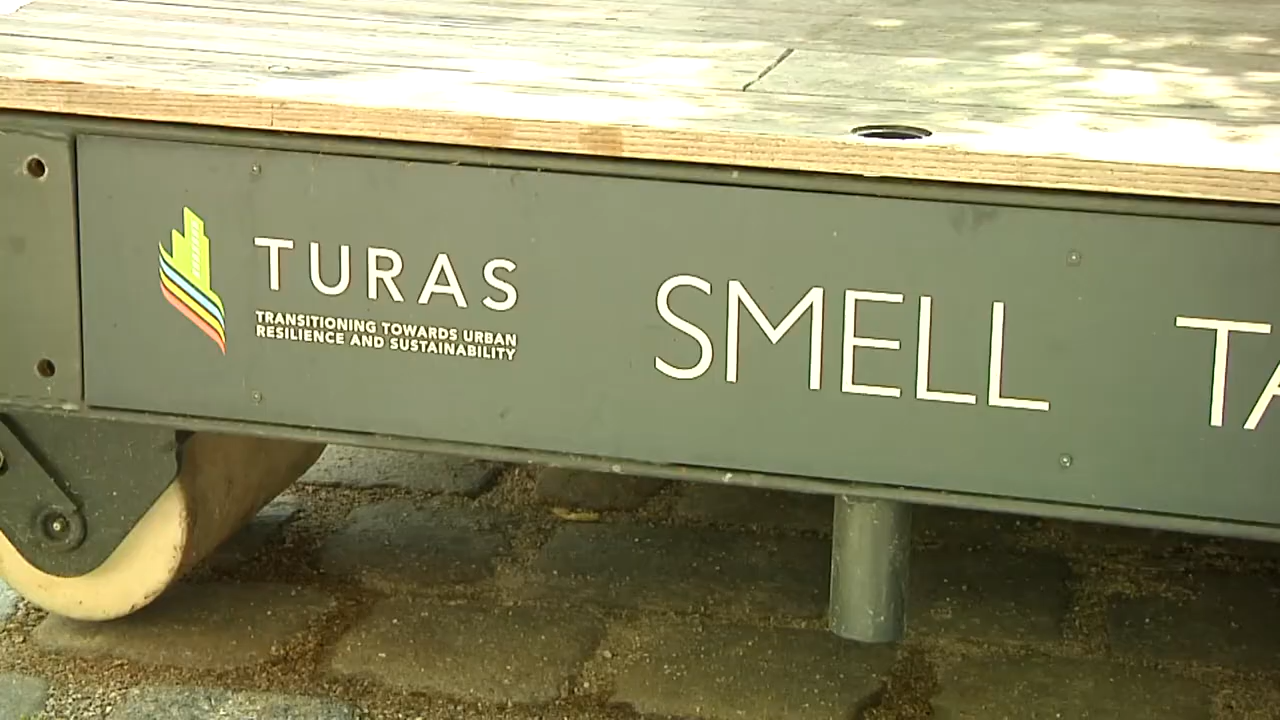 TURAS
TRANSITIONING TOWARDS URBAN
RESILIENCE AND SUSTAINABILITY
SMELL